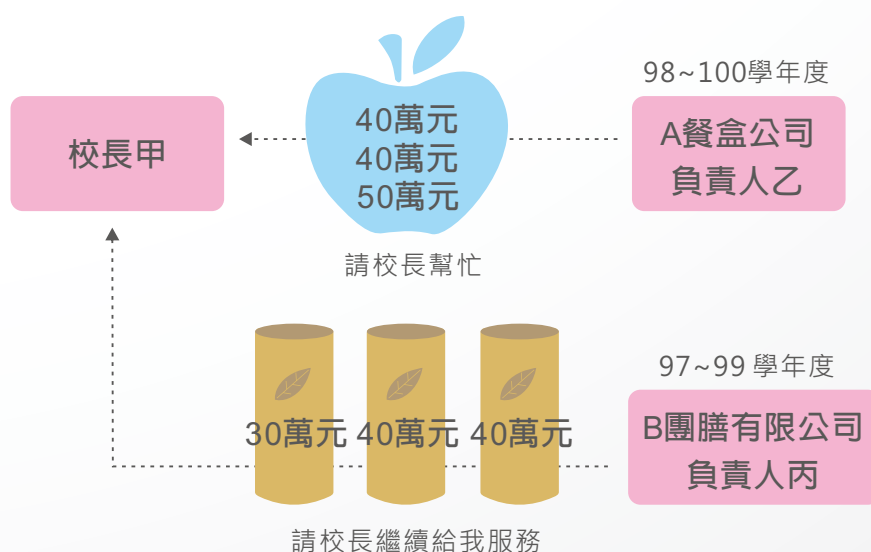 98~100學年度
校長甲
40萬元
40萬元
50萬元
A餐盒公司
負責人乙
請校長幫忙
97~99 學年度
30萬元 40萬元 40萬元
B團膳有限公司
負責人丙
請校長繼續給我服務